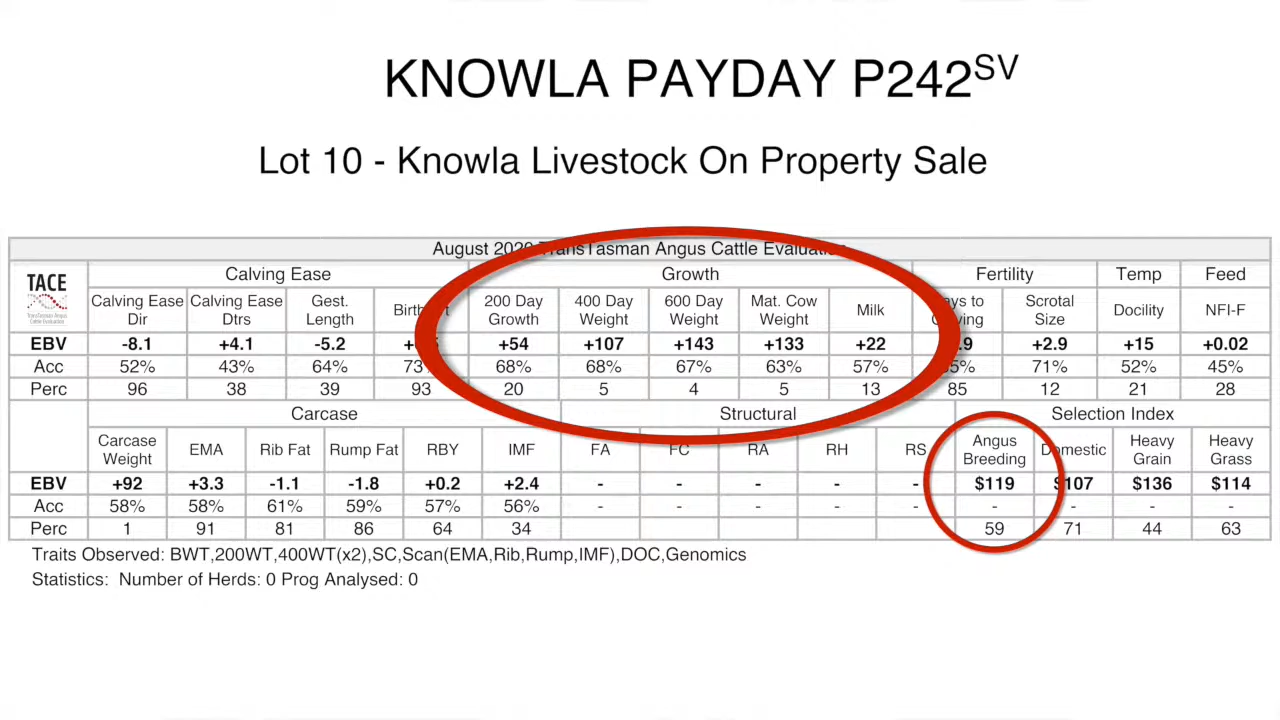 KNOWLA PAYDAY P242SV
Lot 10 - Knowla Livestock On Property Sale
August 2020 TransTasman Angus Cattle Evaluation
TACE Calving Ease Growth Fertility Temp Feed
TransTasman Angus Cattle Evaluation
Calving Ease Dir Calving Ease Dtrs Gest. Length 200 Day Growth 400 Day Weight 600 Day Weight Mat. Cow Weight Milk Scrotal Size Docility NFI-F
EBV -8.1 +4.1 -5.2 +54 +107 +143 +133 +22 +2.9 +15 +0.02
Acc 52% 43% 64% 73% 68% 68% 67% 63% 57% 71% 52% 45%
Perc 96 38 39 93 20 5 4 5 13 85 12 21 28
Carcase Structural Selection Index
Carcase Weight EMA Rib Fat Rump Fat RBY IMF FA FC RA RH RS Angus Breeding Domestic Heavy Grain Heavy Grass
EBV +92 +3.3 -1.1 -1.8 +0.2 +2.4 - - - - - $119 $107 $136 $114
Acc 58% 58% 61% 59% 57% 56% - - - - - - - - -
Perc 1 91 81 86 64 34 59 71 44 63
Traits Observed: BWT,200WT,400WT(x2),SC,Scan(EMA,Rib,Rump,IMF),DOC,Genomics
Statistics: Number of Herds: 0 Prog Analysed: 0